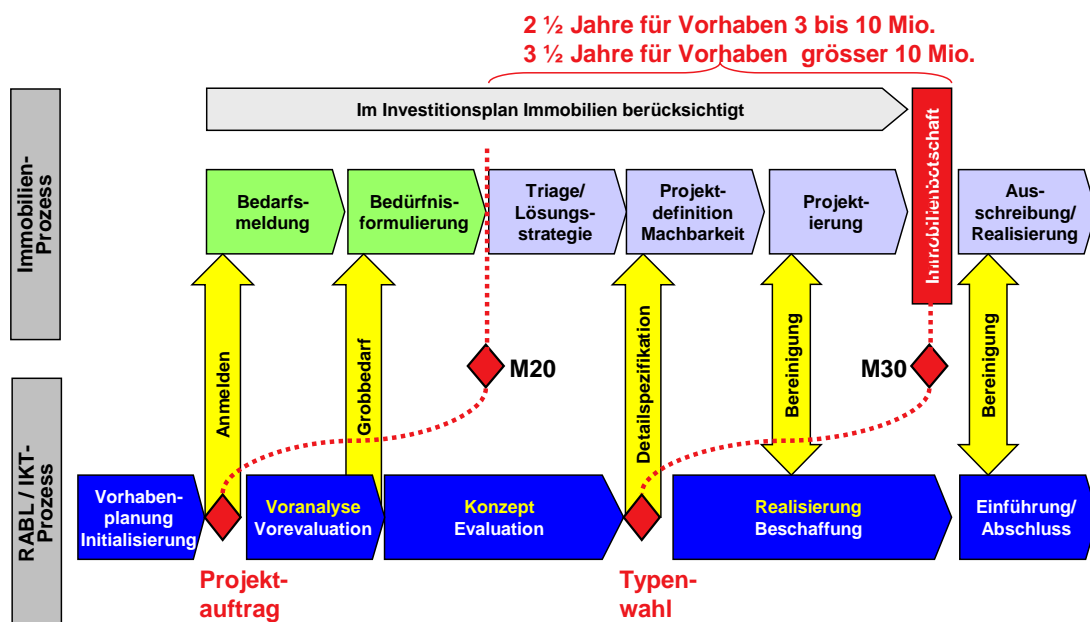 2 ½ Jahre für Vorhaben 3 bis 10 Mio.
3 ½ Jahre für Vorhaben grösser 10 Mio.
Immobilien-
Prozess
Im Investitionsplan Immobilien berücksichtigt
Immobilienbotschaft
Bedarfs-
meldung
Bedürfnis-
formulierung
Triage/
Lösungs-
strategie
Projekt-
definition
Machbarkeit
Projekt-
ierung
Aus-
schreibung/
Realisierung
Anmelden
Grobbedarf
M20
Detailspezifikation
Bereinigung
M30
Bereinigung
RABL / IKT-
Prozess
Vorhaben-
planung
Initialisierung
Voranalyse
Vorevaluation
Konzept
Evaluation
Realisierung
Beschaffung
Einführung/
Abschluss
Projekt-
auftrag
Typen-
wahl